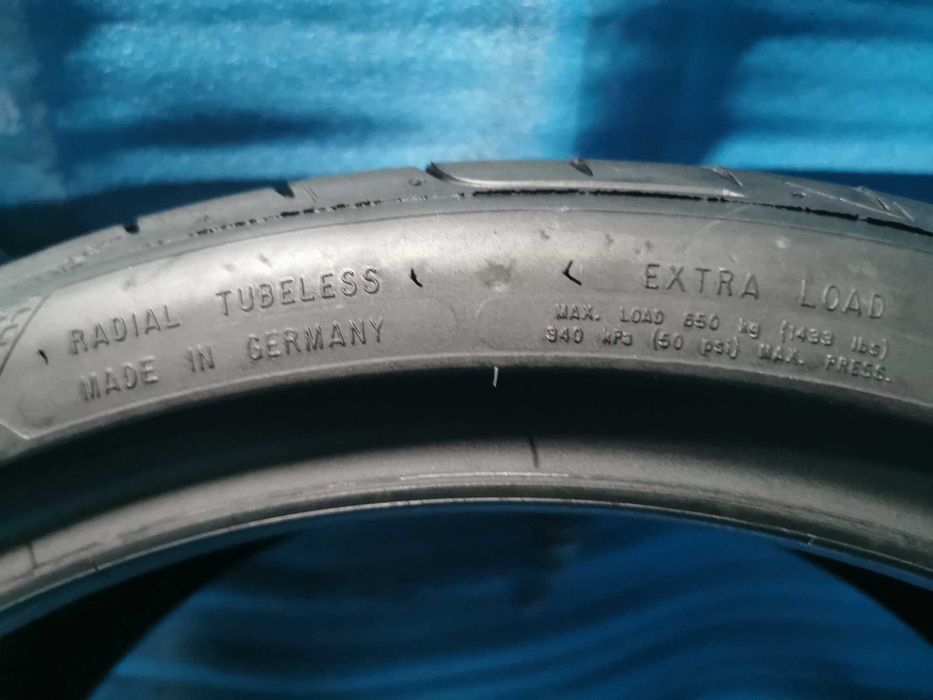 RADIAL TUBELESS
MADE IN GERMANY
EXTRA LOAD
MAX. LOAD 650 kg (1433 lbs)
340 kPa (50 psi) MAX. PRESS.